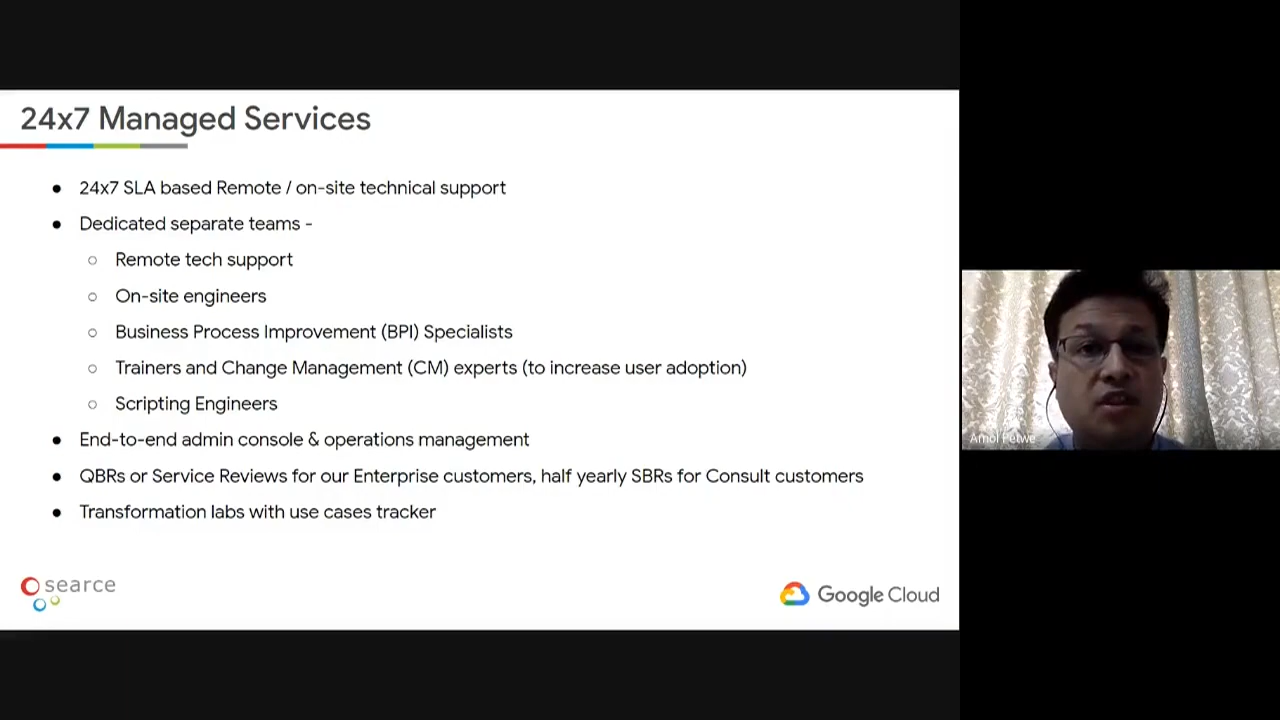 24x7 Managed Services
● 24x7 SLA based Remote / on-site technical support
● Dedicated separate teams -
○ Remote tech support
○ On-site engineers
○ Business Process Improvement (BPI) Specialists
○ Trainers and Change Management (CM) experts (to increase user adoption)
○ Scripting Engineers
● End-to-end admin console & operations management
● QBRs or Service Reviews for our Enterprise customers, half yearly SBRs for Consult customers
● Transformation labs with use cases tracker
searce
Google Cloud
Amol Petwe